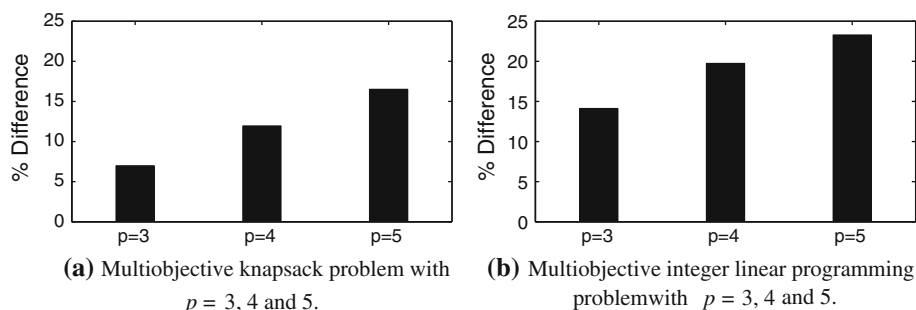 25
20
15
10
5
0
% Difference
p=3 p=4 p=5
(a) Multiobjective knapsack problem with
p = 3, 4 and 5.
25
20
15
10
5
0
% Difference
p=3 p=4 p=5
(b) Multiobjective integer linear programming
problemwith p = 3, 4 and 5.